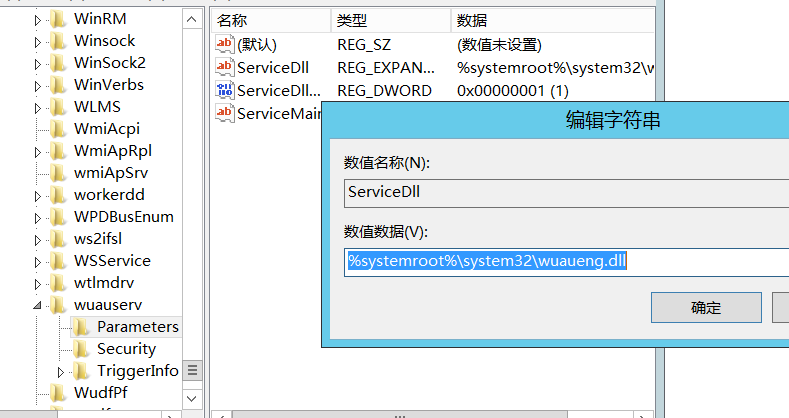 WinRM
Winsock
WinSock2
WinVerbs
WLMS
WmiAcpi
WmiApRpl
wmiApSrv
workerdd
WPDBusEnum
ws2ifsl
WSService
wtlmdrv
wuauserv
Parameters
Security
TriggerInfo
WudfPf
名称 类型 数据
(默认) REG_SZ (数值未设置)
ServiceDll REG_EXPAN... %systemroot%\system32\w
ServiceDll... REG_DWORD 0x00000001 (1)
ServiceMain
编辑字符串
数值名称(N):
ServiceDll
数值数据(V):
%systemroot%\system32\wuaueng.dll
确定